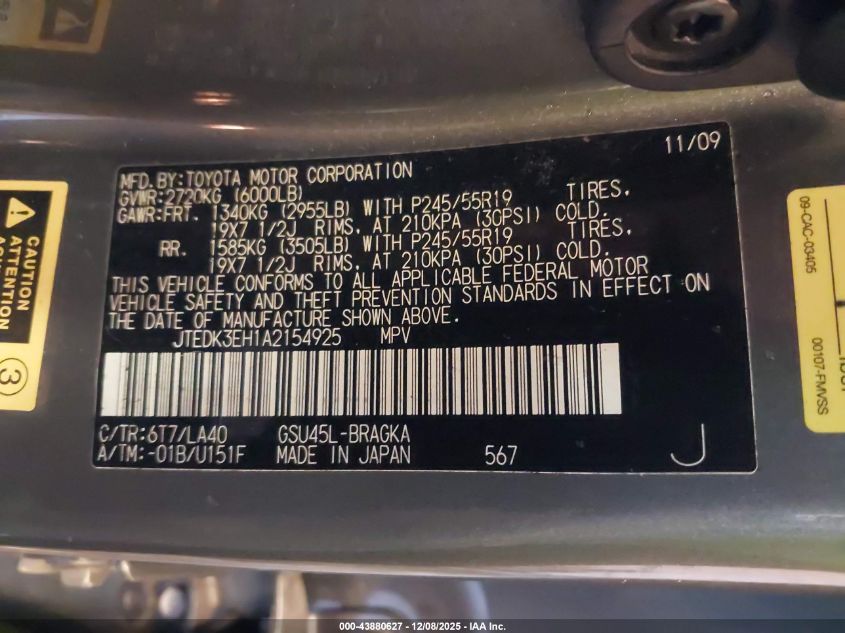 MFD.BY:TOYOTA MOTOR CORPORATION 11/09
GVWR:2720KG (6000LB)
GAWR:FRT. 1340KG (2955LB) WITH P245/55R19 TIRES,
19X7 1/2J RIMS, AT 210KPA (30PSI) COLD.
RR. 1585KG (3505LB) WITH P245/55R19 TIRES,
19X7 1/2J RIMS, AT 210KPA (30PSI) COLD.
THIS VEHICLE CONFORMS TO ALL APPLICABLE FEDERAL MOTOR
VEHICLE SAFETY AND THEFT PREVENTION STANDARDS IN EFFECT ON
THE DATE OF MANUFACTURE SHOWN ABOVE.
JTEDK3EH1A2154925 MPV
C/TR:6T7/LA40 GSU45L-BRAGKA
A/TM:-01B/U151F MADE IN JAPAN 567 J
CAUTION
ATTENTION
3
09-CAC-03405
00107-FMVSS
000-43880627 - 12/08/2025 - IAA Inc.